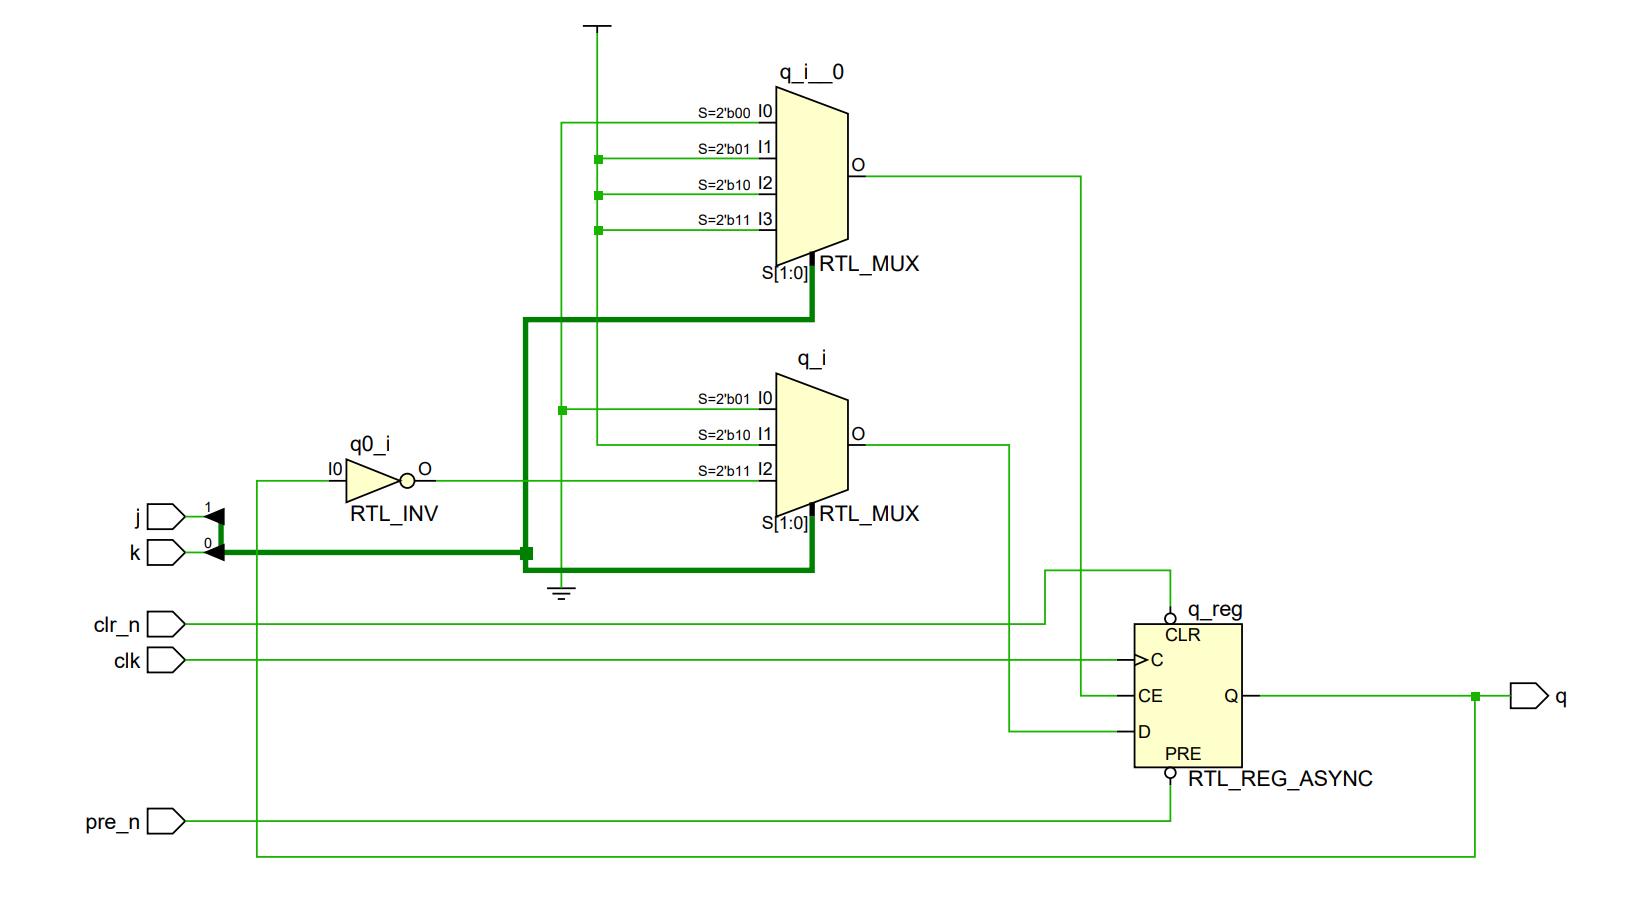 q_i__0
S=2'b00 I0
S=2'b01 I1
S=2'b10 I2
S=2'b11 I3
O
S[1:0]
RTL_MUX
q_i
S=2'b01 I0
S=2'b10 I1
S=2'b11 I2
O
S[1:0]
RTL_MUX
q0_i
I0
O
RTL_INV
j
1
k
0
clr_n
clk
q_reg
CLR
C
CE
Q
D
PRE
RTL_REG_ASYNC
q
pre_n